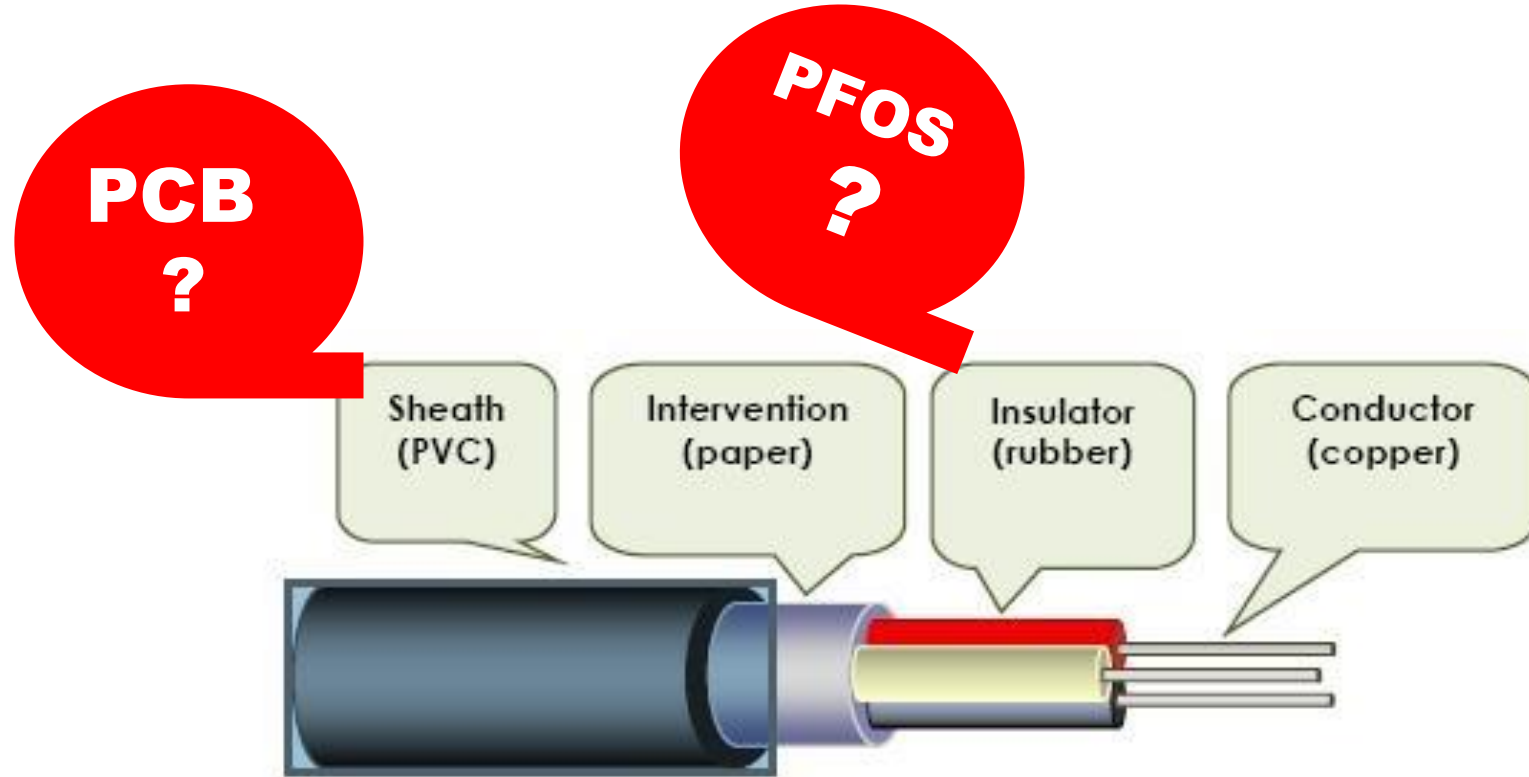 PCB
?
PFOS
?
Sheath
(PVC)
Intervention
(paper)
Insulator
(rubber)
Conductor
(copper)